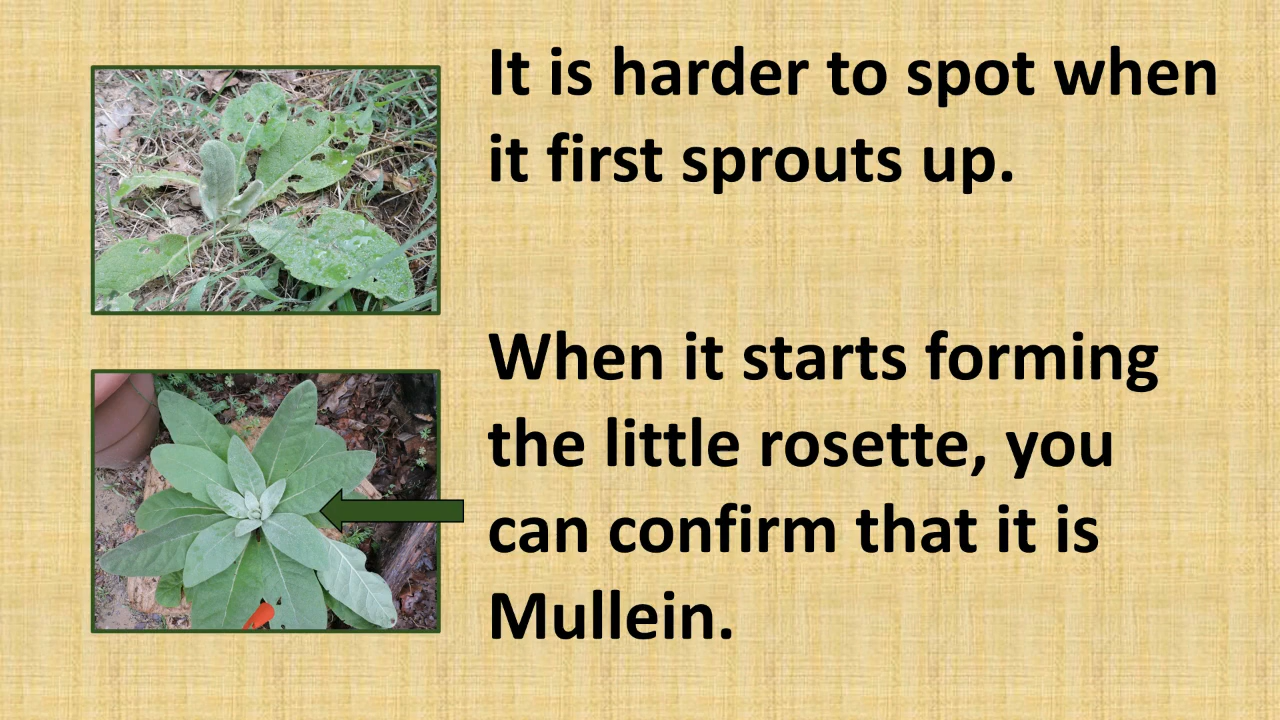 It is harder to spot when
it first sprouts up.
When it starts forming
the little rosette, you
can confirm that it is
Mullein.